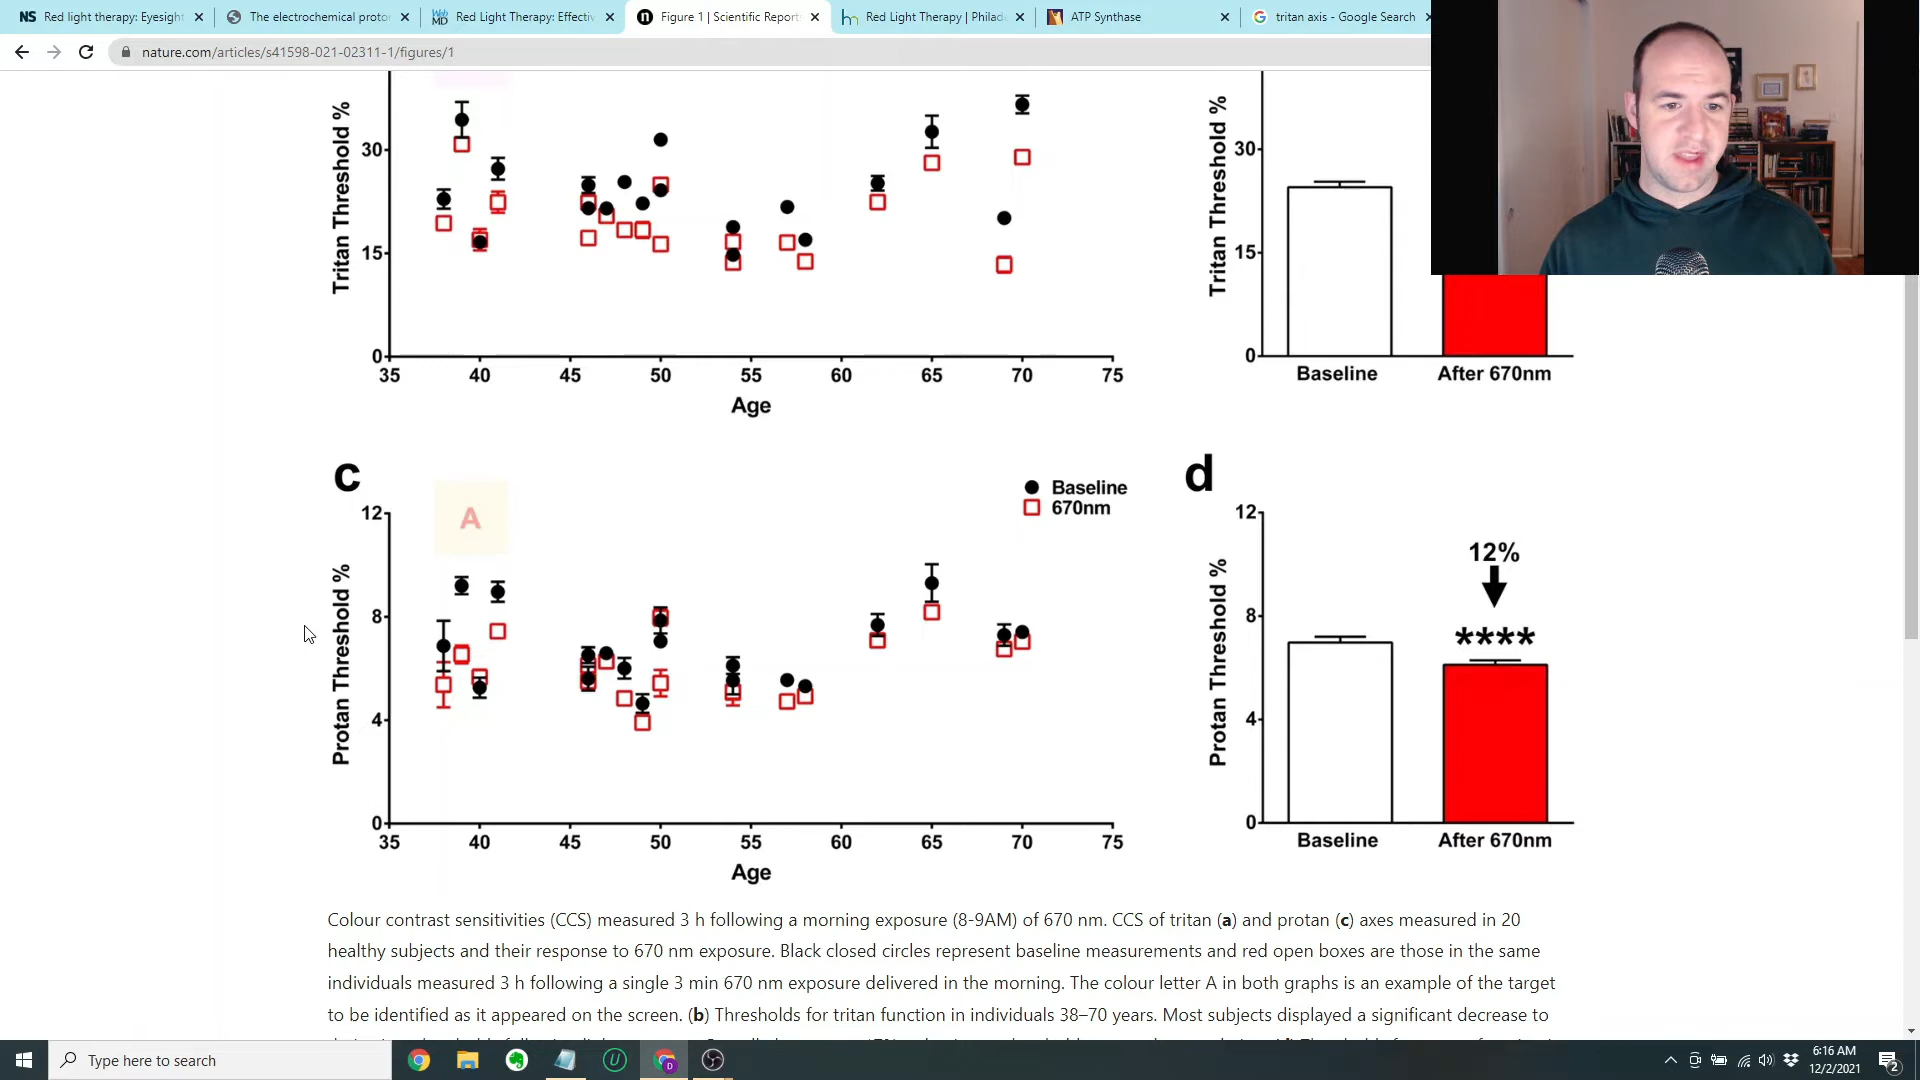 NS Red light therapy: Eyesight
The electrochemical proto
Web MD Red Light Therapy: Effectiv
n Figure 1 | Scientific Report
Red Light Therapy | Philad
ATP Synthase
G tritan axis - Google Search
nature.com/articles/s41598-021-02311-1/figures/1
Tritan Threshold %
30
15
0
35 40 45 50 55 60 65 70 75
Age
Tritan Threshold %
30
15
0
Baseline After 670nm
c
A
Baseline
670nm
Protan Threshold %
12
8
4
0
35 40 45 50 55 60 65 70 75
Age
d
12%
****
Protan Threshold %
12
8
4
0
Baseline After 670nm
Colour contrast sensitivities (CCS) measured 3 h following a morning exposure (8-9AM) of 670 nm. CCS of tritan (a) and protan (c) axes measured in 20
healthy subjects and their response to 670 nm exposure. Black closed circles represent baseline measurements and red open boxes are those in the same
individuals measured 3 h following a single 3 min 670 nm exposure delivered in the morning. The colour letter A in both graphs is an example of the target
to be identified as it appeared on the screen. (b) Thresholds for tritan function in individuals 38–70 years. Most subjects displayed a significant decrease to
Type here to search
6:16 AM
12/2/2021
2